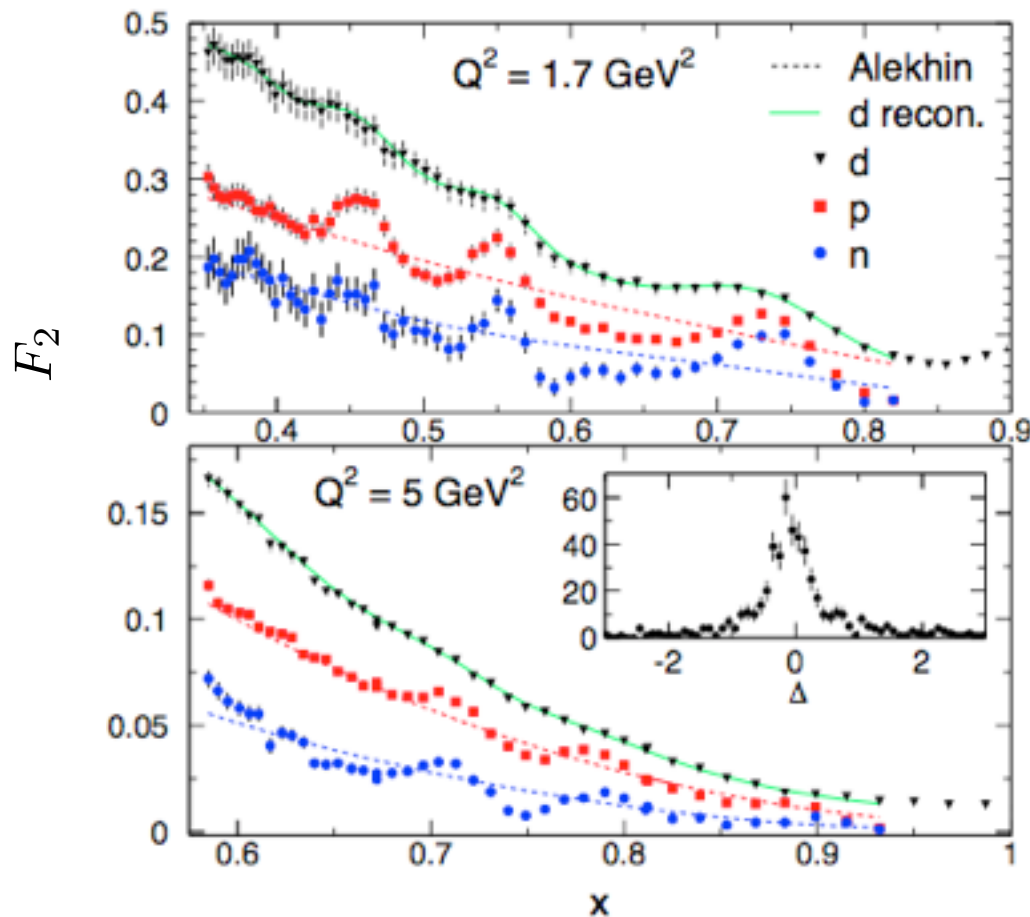 F₂
0.5
0.4
0.3
0.2
0.1
0
Q² = 1.7 GeV²
Alekhin
d recon.
d
p
n
0.4 0.5 0.6 0.7 0.8 0.9
0.15
0.1
0.05
0
Q² = 5 GeV²
60
40
20
0
-2 0 2
Δ
0.6 0.7 0.8 0.9 1
x